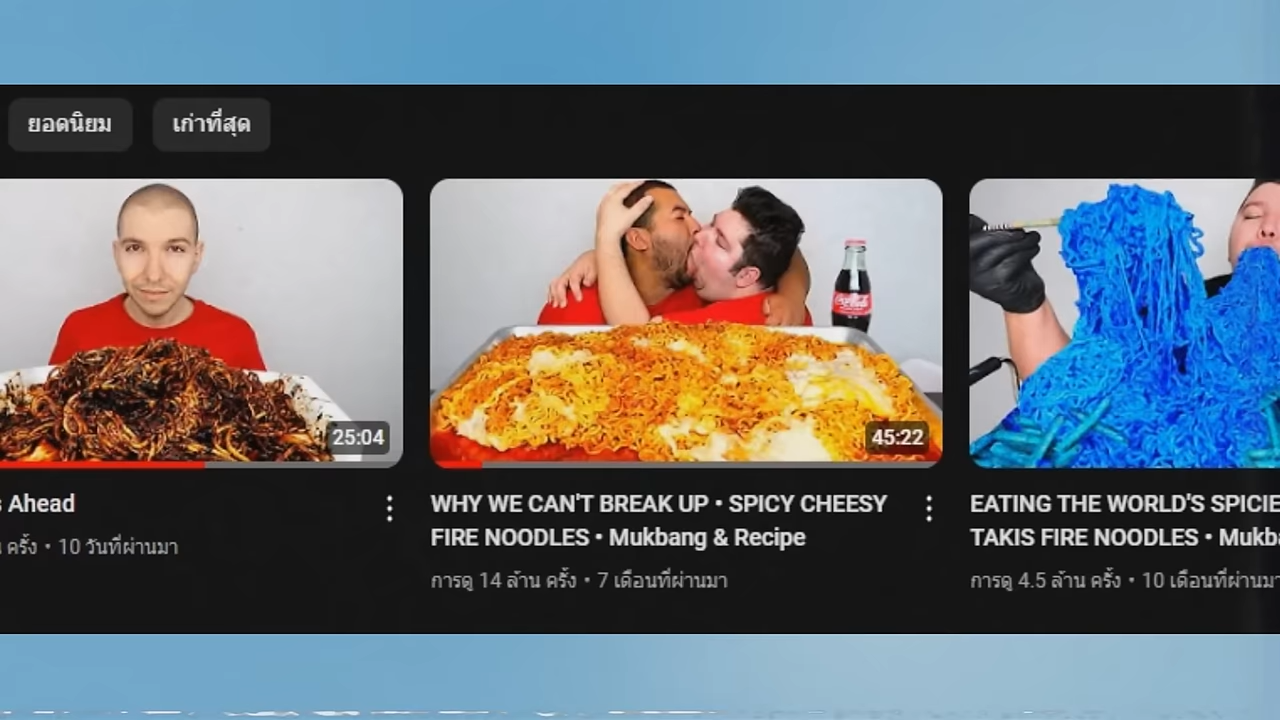 ยอดนิยม
เก่าที่สุด
25:04
Coca-Cola
45:22
Ahead
WHY WE CAN'T BREAK UP • SPICY CHEESY
FIRE NOODLES • Mukbang & Recipe
EATING THE WORLD'S
TAKIS FIRE NOODLES •
ครั้ง • 10 วันที่ผ่านมา
การดู 14 ล้าน ครั้ง • 7 เดือนที่ผ่านมา
การดู 4.5 ล้าน ครั้ง • 10 เดือนที่ผ่านมา